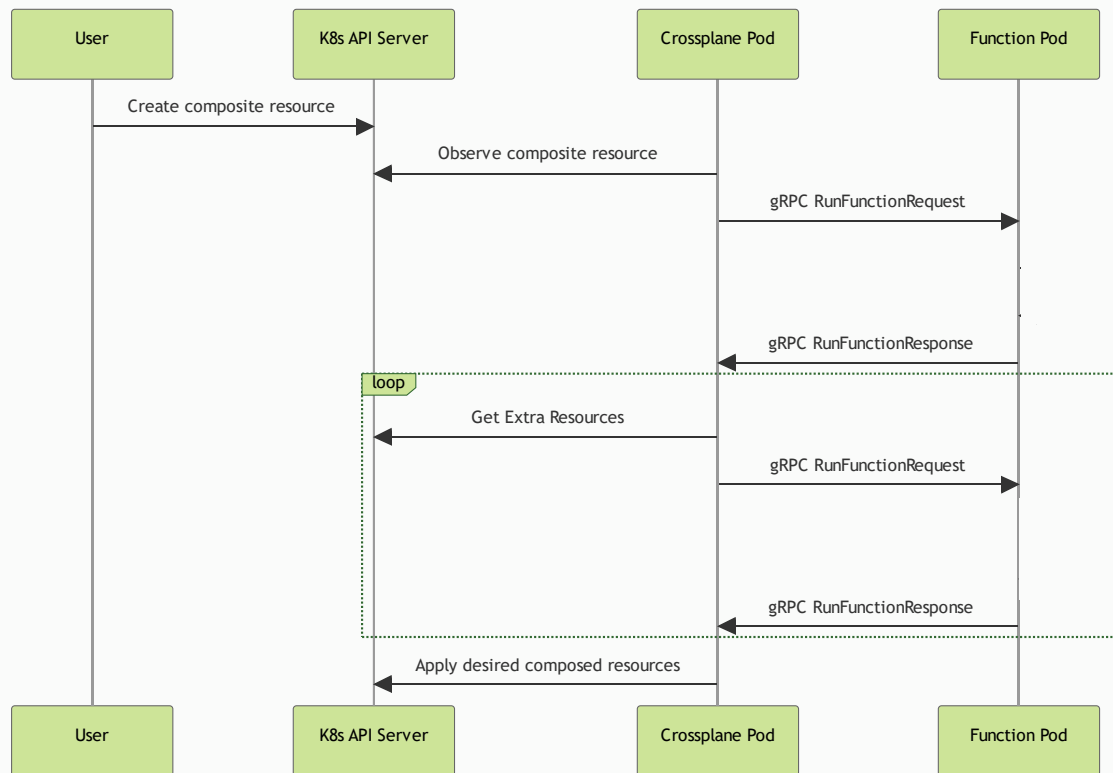 User
K8s API Server
Crossplane Pod
Function Pod
Create composite resource
Observe composite resource
gRPC RunFunctionRequest
gRPC RunFunctionResponse
loop
Get Extra Resources
gRPC RunFunctionRequest
gRPC RunFunctionResponse
Apply desired composed resources
User
K8s API Server
Crossplane Pod
Function Pod